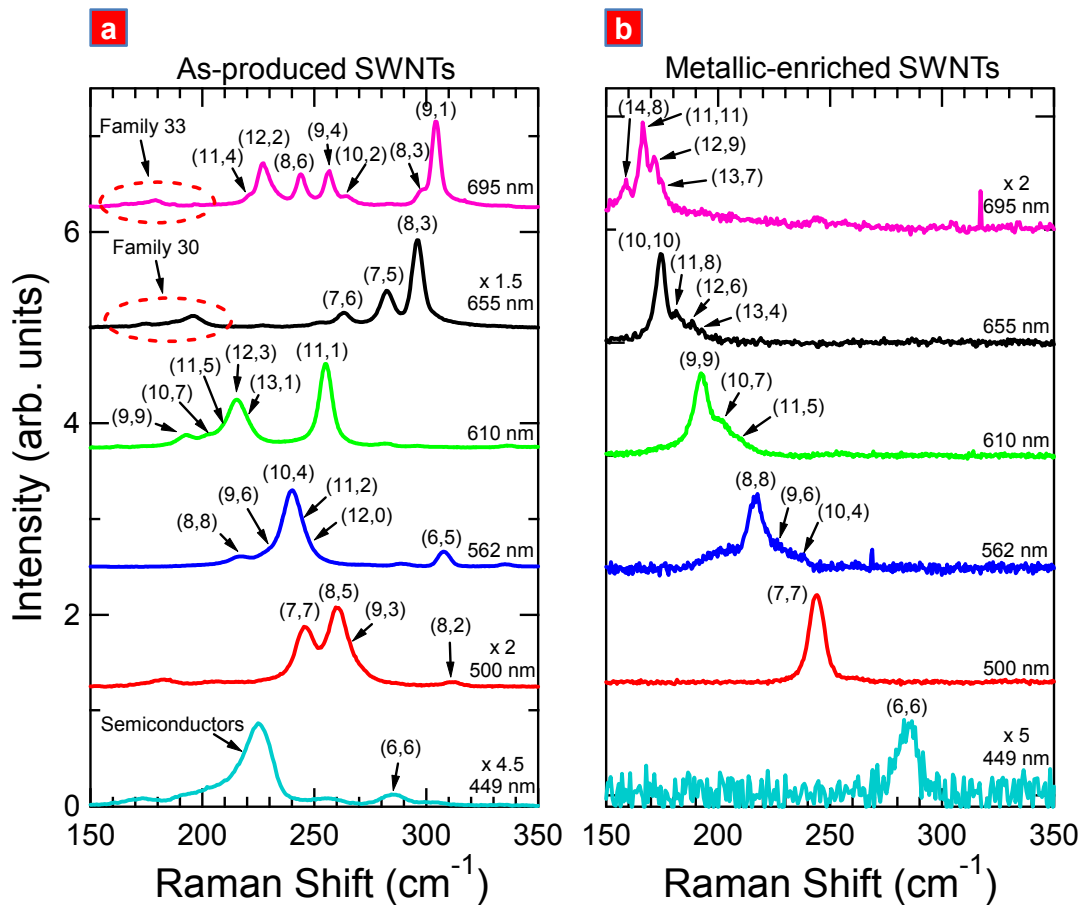 a
As-produced SWNTs
Family 33
(11,4)
(12,2)
(8,6)
(9,4)
(10,2)
(8,3)
(9,1)
695 nm
Family 30
(7,6)
(7,5)
(8,3)
x 1.5
655 nm
(9,9)
(10,7)
(11,5)
(12,3)
(13,1)
(11,1)
610 nm
(8,8)
(9,6)
(10,4)
(11,2)
(12,0)
(6,5)
562 nm
(7,7)
(8,5)
(9,3)
(8,2)
x 2
500 nm
Semiconductors
(6,6)
x 4.5
449 nm
6
4
2
0
Intensity (arb. units)
150 200 250 300 350
Raman Shift (cm⁻¹)
b
Metallic-enriched SWNTs
(14,8)
(11,11)
(12,9)
(13,7)
x 2
695 nm
(10,10)
(11,8)
(12,6)
(13,4)
655 nm
(9,9)
(10,7)
(11,5)
610 nm
(8,8)
(9,6)
(10,4)
562 nm
(7,7)
500 nm
(6,6)
x 5
449 nm
150 200 250 300 350
Raman Shift (cm⁻¹)